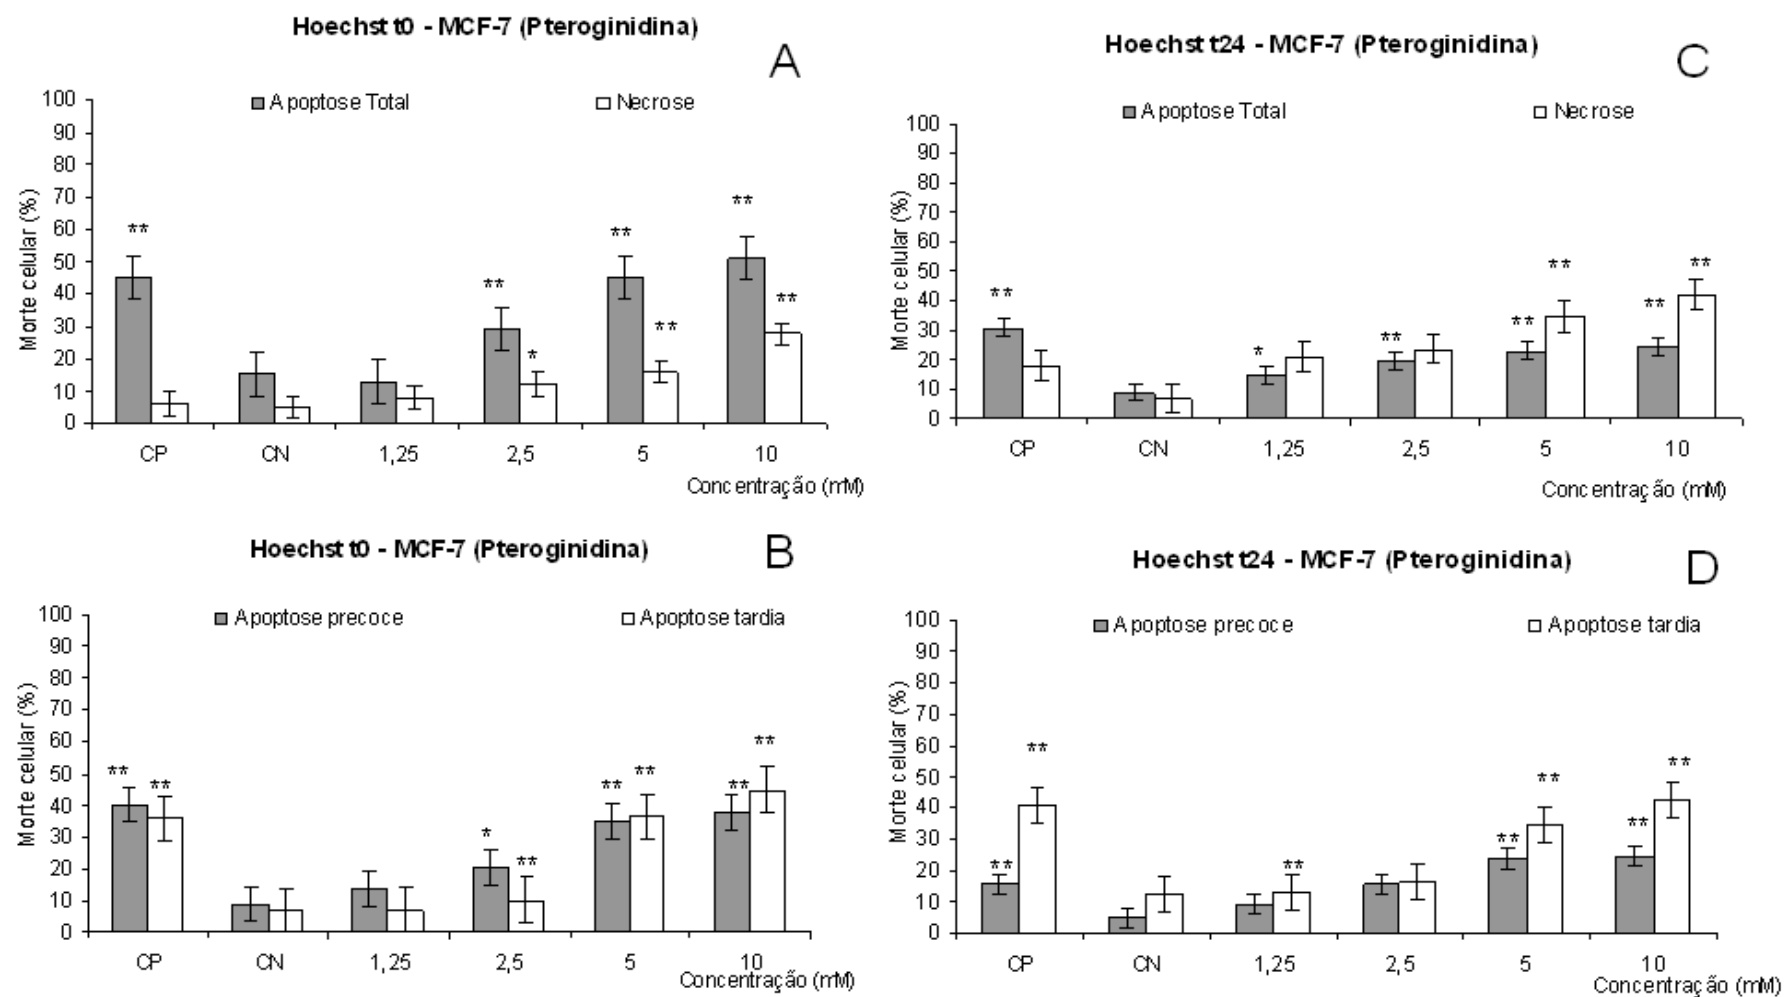 Hoechst t0 - MCF-7 (Pteroginidina)
A
Apoptose Total
Necrose
Morte celular (%)
100
90
80
70
60
50
40
30
20
10
0
**
**
*
**
**
**
**
CP
CN
1,25
2,5
5
10
Concentração (mM)
Hoechst t24 - MCF-7 (Pteroginidina)
C
Apoptose Total
Necrose
Morte celular (%)
100
90
80
70
60
50
40
30
20
10
0
**
*
**
**
**
**
**
CP
CN
1,25
2,5
5
10
Concentração (mM)
Hoechst t0 - MCF-7 (Pteroginidina)
B
Apoptose precoce
Apoptose tardia
Morte celular (%)
100
90
80
70
60
50
40
30
20
10
0
**
**
*
**
**
**
**
**
CP
CN
1,25
2,5
5
10
Concentração (mM)
Hoechst t24 - MCF-7 (Pteroginidina)
D
Apoptose precoce
Apoptose tardia
Morte celular (%)
100
90
80
70
60
50
40
30
20
10
0
**
**
**
**
**
**
**
CP
CN
1,25
2,5
5
10
Concentração (mM)